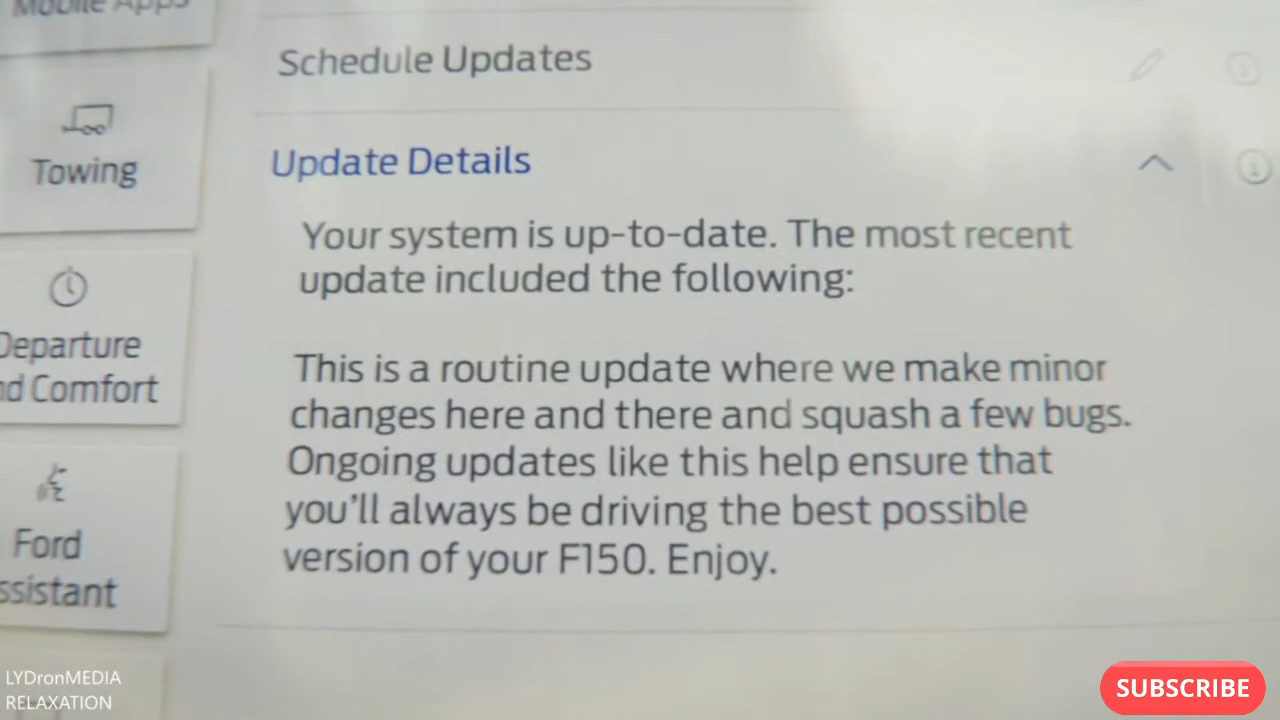 Mobile Apps
Schedule Updates
Towing
Update Details
Your system is up-to-date. The most recent
update included the following:
Departure
nd Comfort
This is a routine update where we make minor
changes here and there and squash a few bugs.
Ongoing updates like this help ensure that
you'll always be driving the best possible
version of your F150. Enjoy.
Ford
ssistant
LYDronMEDIA
RELAXATION
SUBSCRIBE